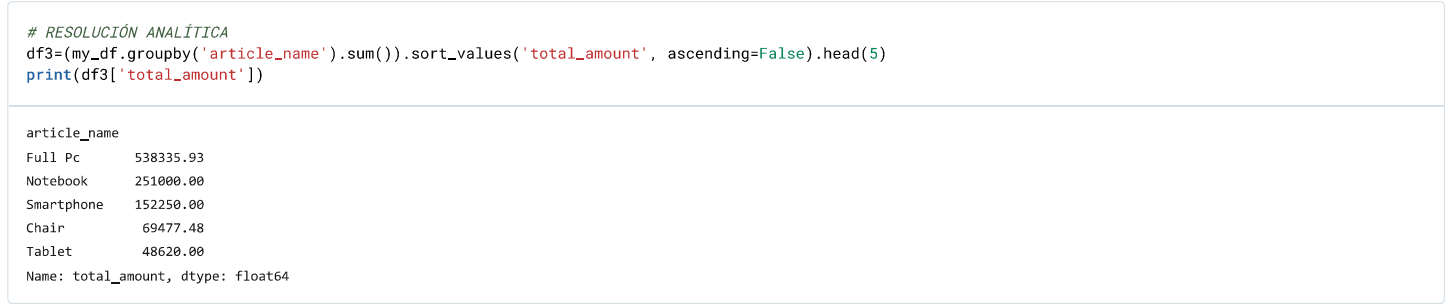 # RESOLUCIÓN ANALÍTICA
df3=(my_df.groupby('article_name').sum()).sort_values('total_amount', ascending=False).head(5)
print(df3['total_amount'])
article_name
Full Pc       538335.93
Notebook      251000.00
Smartphone    152250.00
Chair          69477.48
Tablet         48620.00
Name: total_amount, dtype: float64